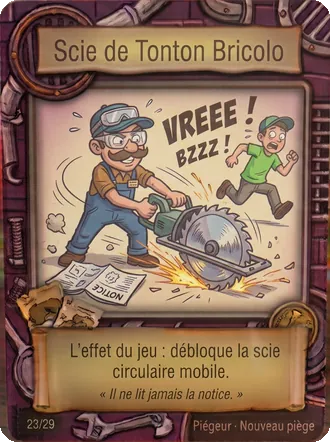 Scie de Tonton Bricolo
VREEE !
BZZZ !
NOTICE
L'effet du jeu : débloque la scie
circulaire mobile.
« Il ne lit jamais la notice. »
23/29
Piégeur · Nouveau piège